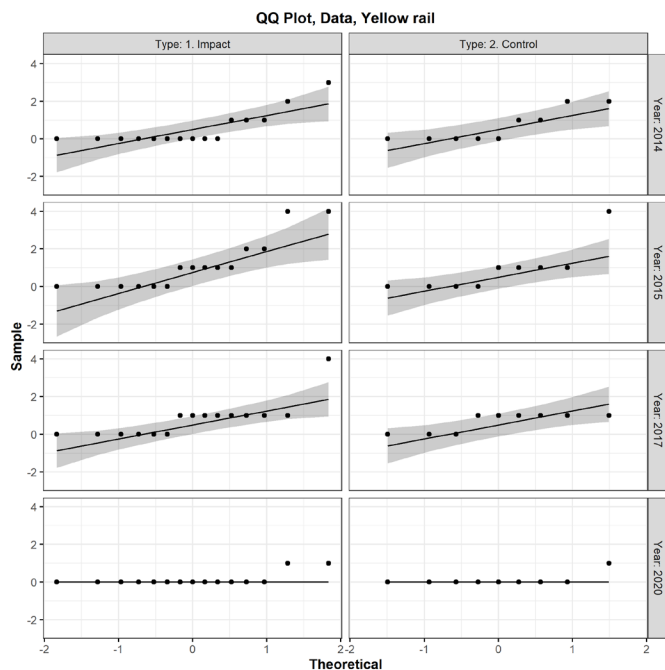 QQ Plot, Data, Yellow rail
Type: 1. Impact
Type: 2. Control
4
2
0
-2
Year: 2014
4
2
0
-2
Year: 2015
4
2
0
-2
Year: 2017
4
2
0
-2
Year: 2020
Sample
-2 -1 0 1 2 -2 -1 0 1 2
Theoretical